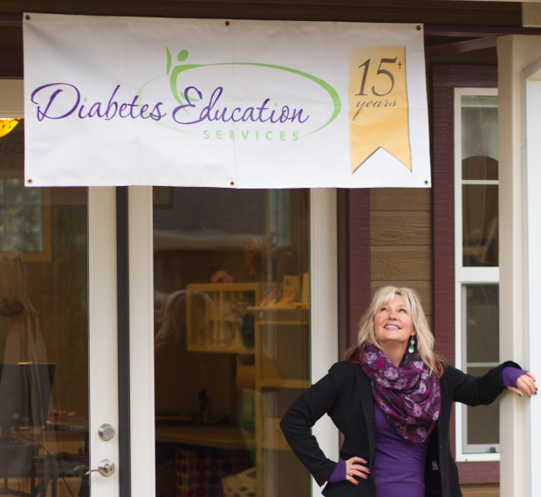 Diabetes Education
SERVICES
15+
years